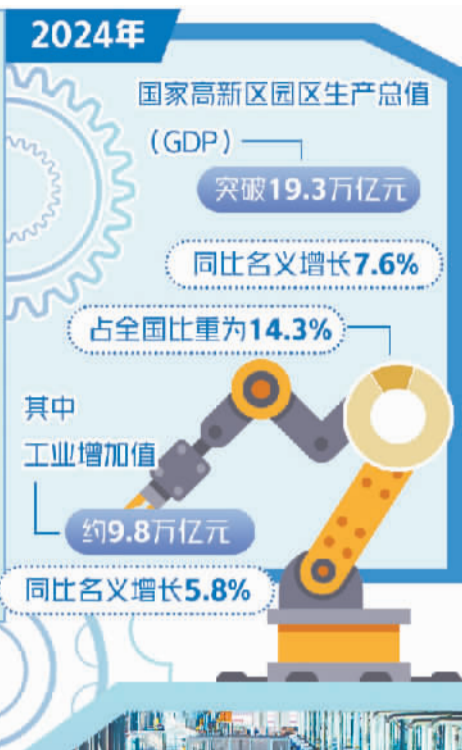 2024年
国家高新区园区生产总值
（GDP）
突破19.3万亿元
同比名义增长7.6%
占全国比重为14.3%
其中
工业增加值
约9.8万亿元
同比名义增长5.8%